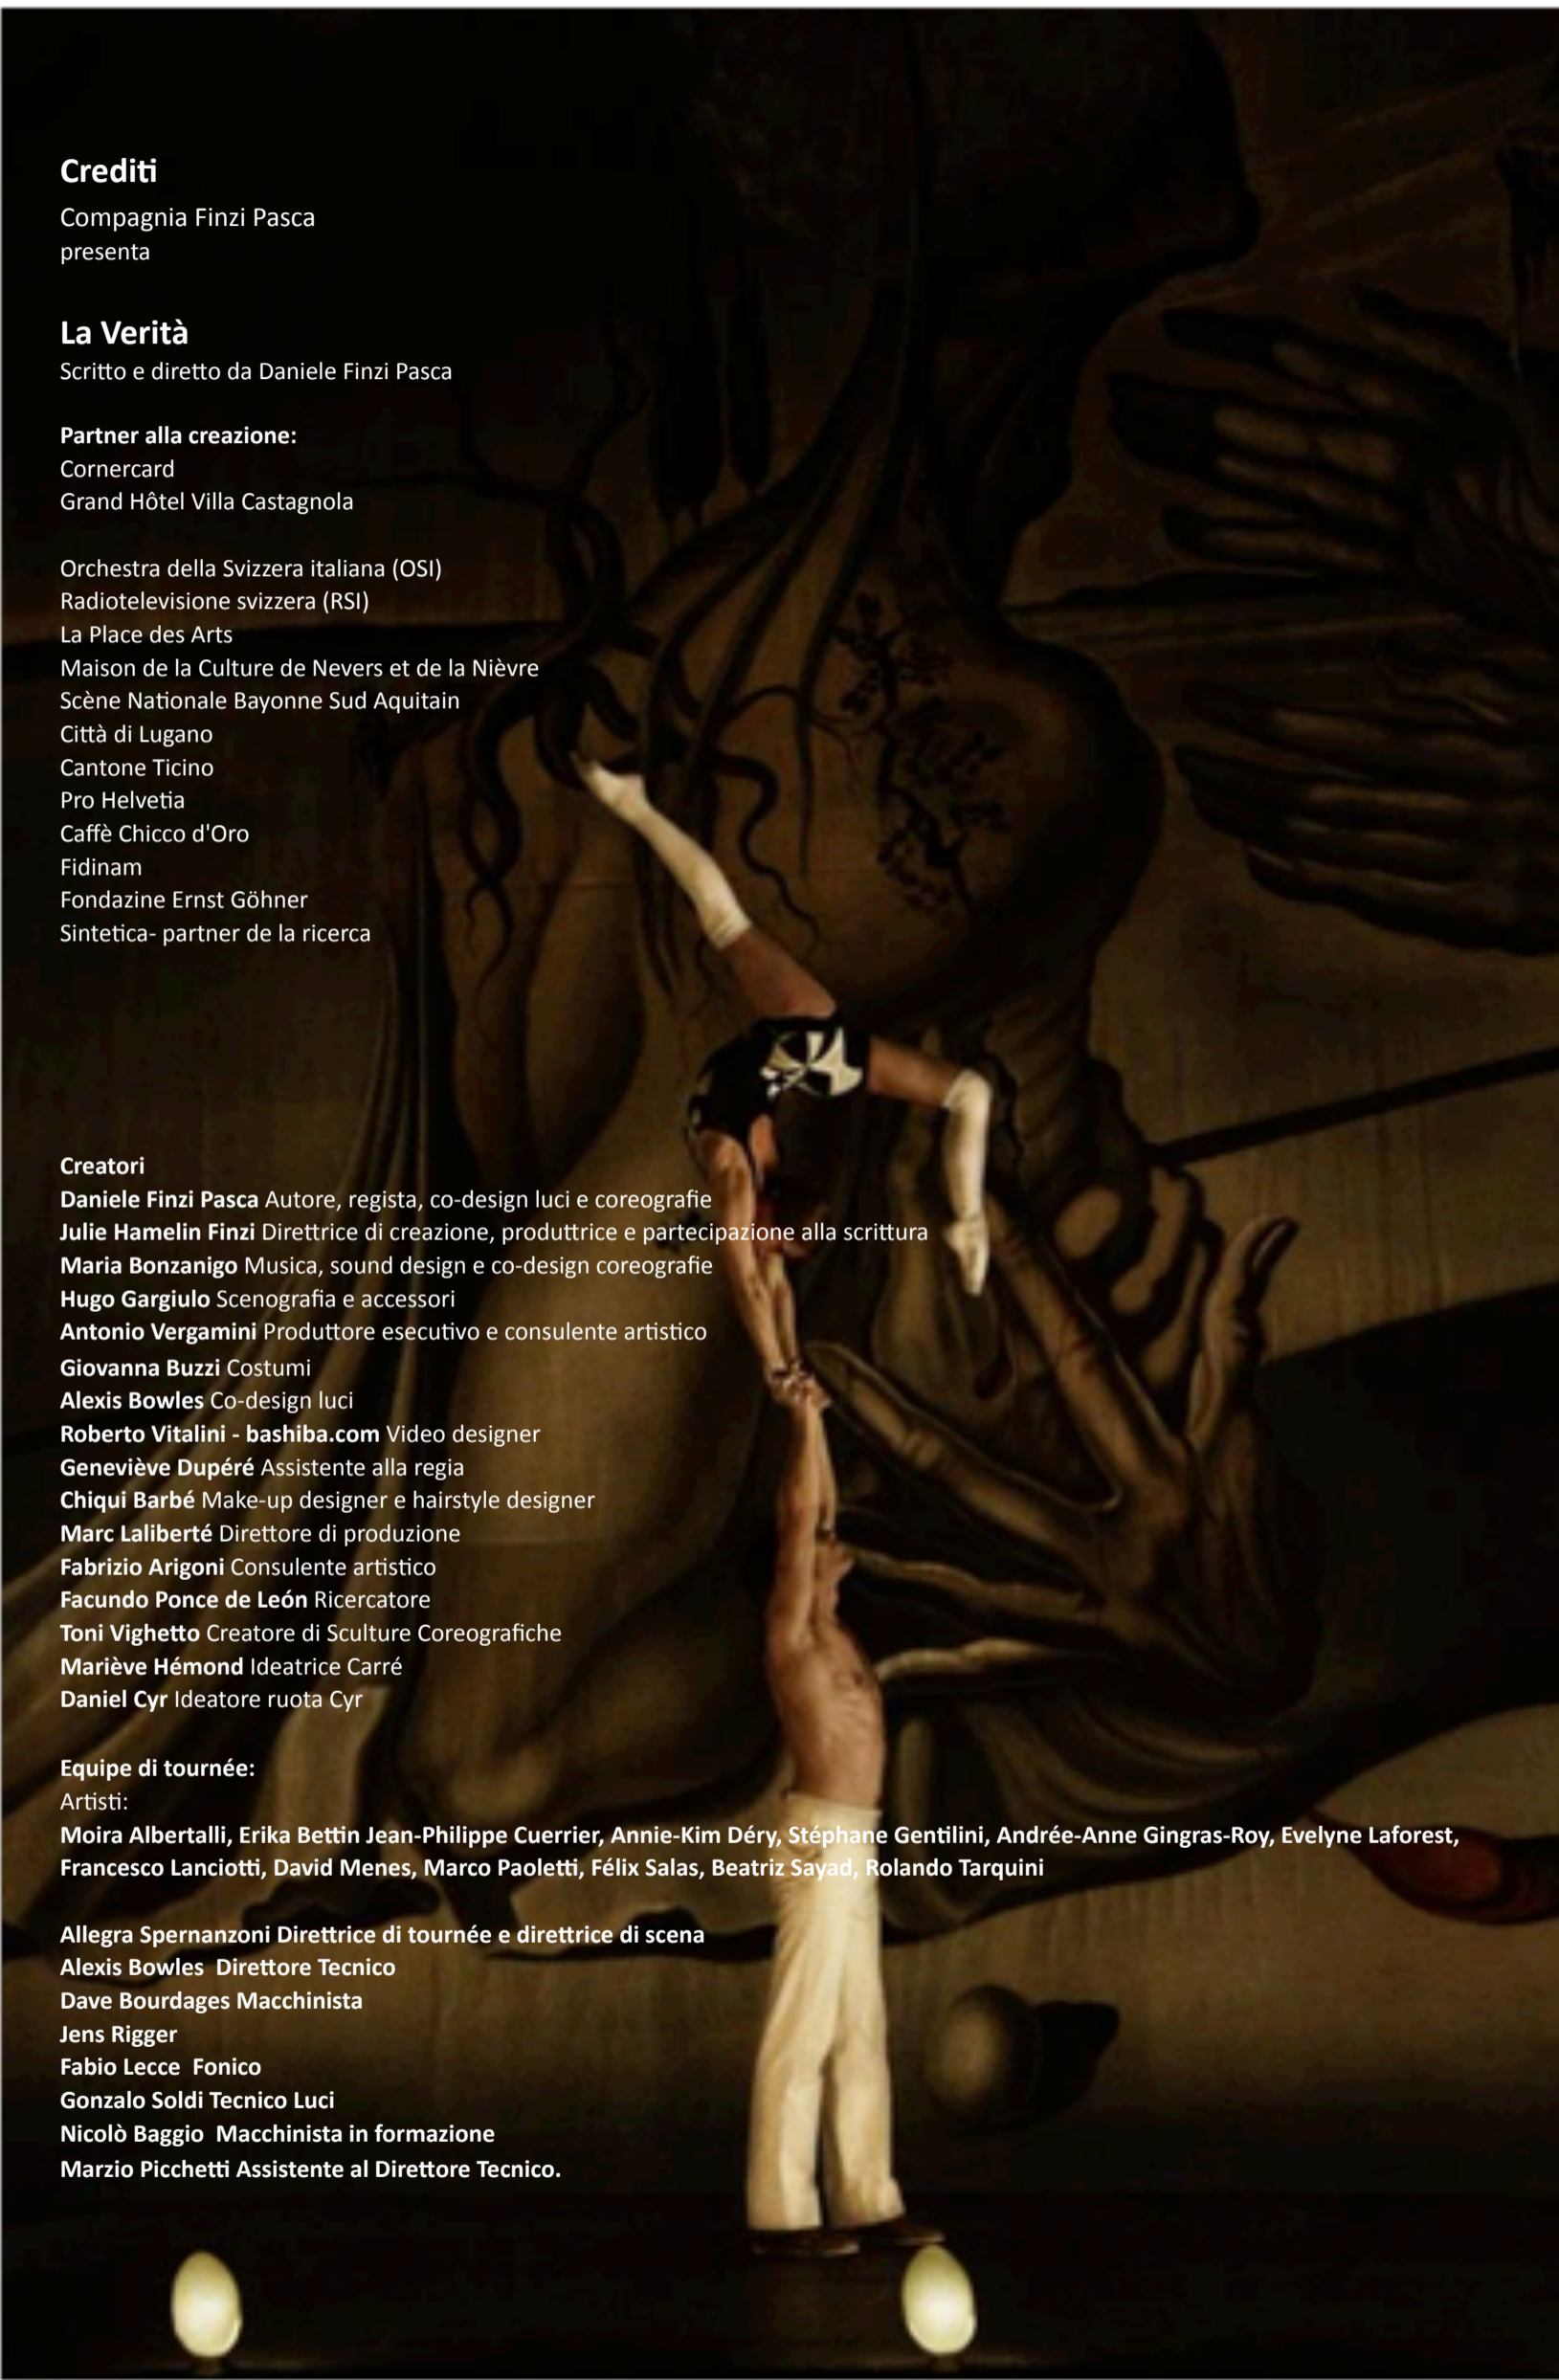 Crediti
Compagnia Finzi Pasca
presenta
La Verità
Scritto e diretto da Daniele Finzi Pasca
Partner alla creazione:
Cornercard
Grand Hôtel Villa Castagnola
Orchestra della Svizzera italiana (OSI)
Radiotelevisione svizzera (RSI)
La Place des Arts
Maison de la Culture de Nevers et de la Nièvre
Scène Nationale Bayonne Sud Aquitain
Città di Lugano
Cantone Ticino
Pro Helvetia
Caffè Chicco d'Oro
Fidinam
Fondazine Ernst Göhner
Sintetica- partner de la ricerca
Creatori
Daniele Finzi Pasca Autore, regista, co-design luci e coreografie
Julie Hamelin Finzi Direttrice di creazione, produttrice e partecipazione alla scrittura
Maria Bonzanigo Musica, sound design e co-design coreografie
Hugo Gargiulo Scenografia e accessori
Antonio Vergamini Produttore esecutivo e consulente artistico
Giovanna Buzzi Costumi
Alexis Bowles Co-design luci
Roberto Vitalini - bashiba.com Video designer
Geneviève Dupéré Assistente alla regia
Chiqui Barbé Make-up designer e hairstyle designer
Marc Laliberté Direttore di produzione
Fabrizio Arigoni Consulente artistico
Facundo Ponce de León Ricercatore
Toni Vighetto Creatore di Sculture Coreografiche
Mariève Hémond Ideatrice Carré
Daniel Cyr Ideatore ruota Cyr
Equipe di tournée:
Artisti:
Moira Albertalli, Erika Bettin Jean-Philippe Cuerrier, Annie-Kim Déry, Stéphane Gentilini, Andrée-Anne Gingras-Roy, Evelyne Laforest,
Francesco Lanciotti, David Menes, Marco Paoletti, Félix Salas, Beatriz Sayad, Rolando Tarquini
Allegra Spernanzoni Direttrice di tournée e direttrice di scena
Alexis Bowles  Direttore Tecnico
Dave Bourdages Macchinista
Jens Rigger
Fabio Lecce  Fonico
Gonzalo Soldi Tecnico Luci
Nicolò Baggio  Macchinista in formazione
Marzio Picchetti Assistente al Direttore Tecnico.